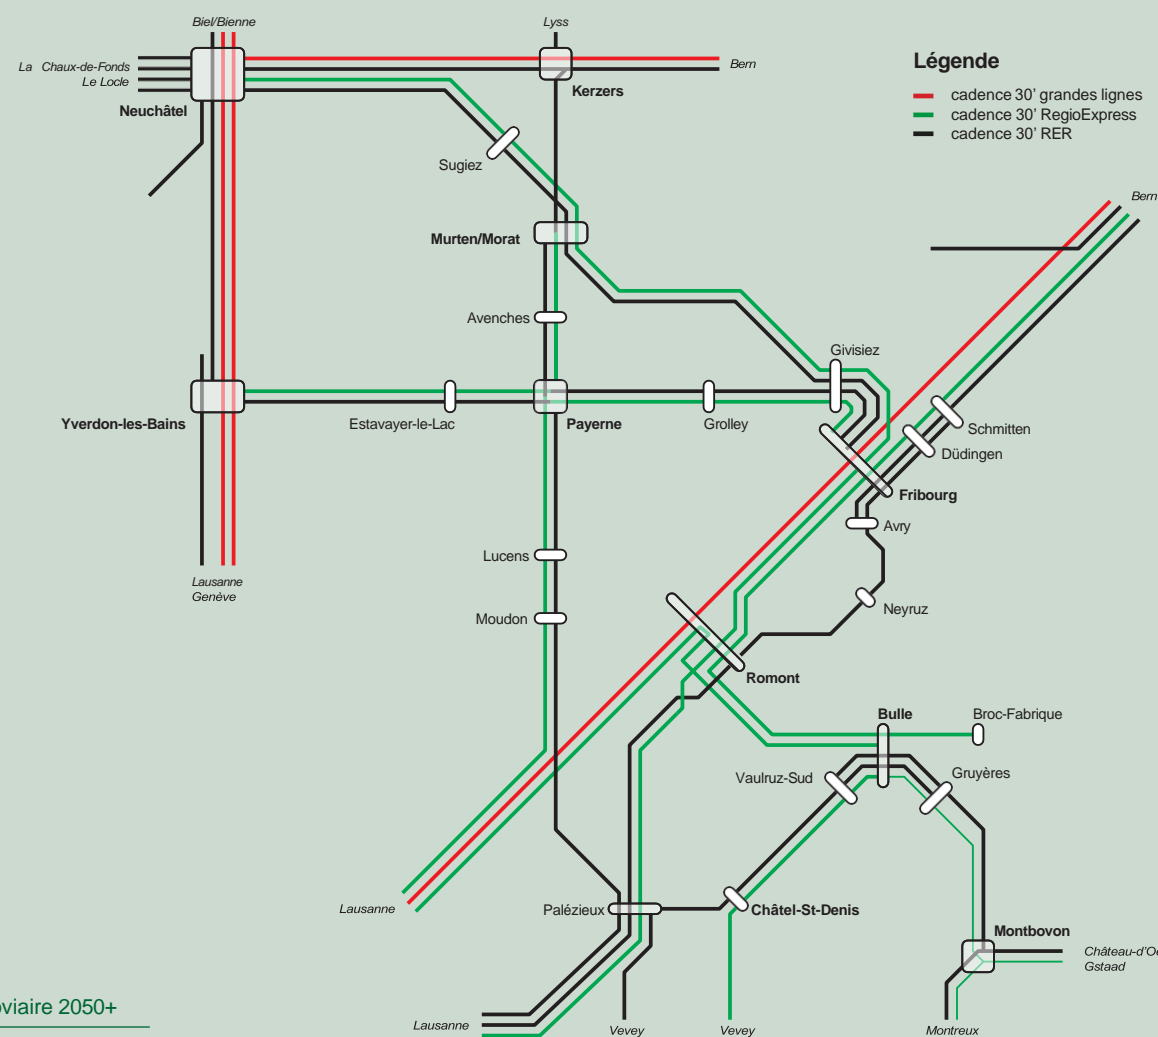 Biel/Bienne
Lyss
La Chaux-de-Fonds
Le Locle
Bern
Neuchâtel
Kerzers
Légende
cadence 30' grandes lignes
cadence 30' RegioExpress
cadence 30' RER
Sugiez
Bern
Murten/Morat
Avenches
Givisiez
Yverdon-les-Bains
Estavayer-le-Lac
Payerne
Grolley
Schmitten
Düdingen
Fribourg
Avry
Lucens
Lausanne
Genève
Neyruz
Moudon
Romont
Bulle
Broc-Fabrique
Vaulruz-Sud
Gruyères
Lausanne
Palézieux
Châtel-St-Denis
Montbovon
Château-d'Oe
Gstaad
oviaire 2050+
Lausanne
Vevey
Vevey
Montreux